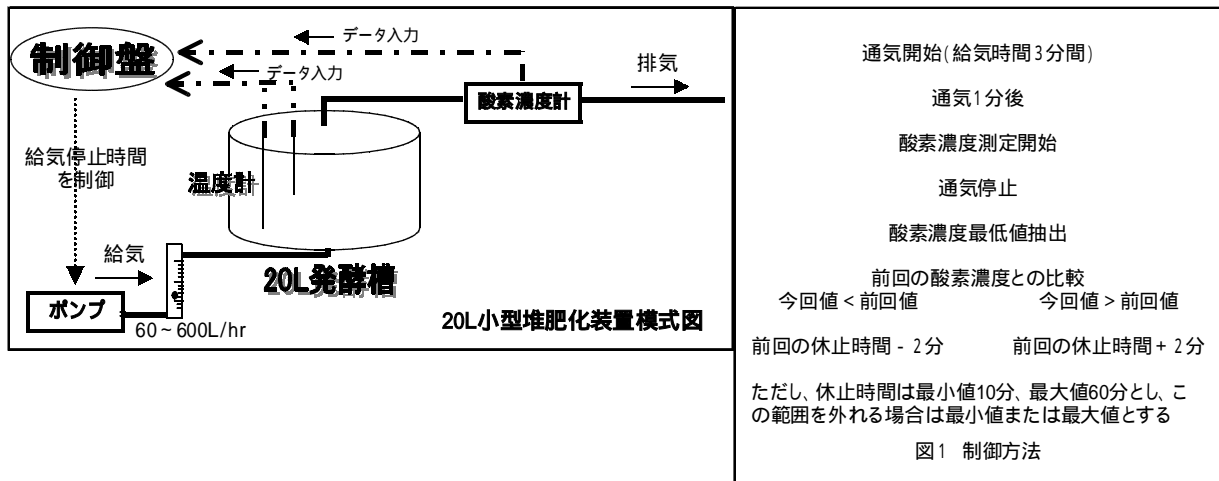 データ入力
制御盤
データ入力
排気
酸素濃度計
給気停止時間
を制御
温度計
給気
20L発酵槽
ポンプ
60~600L/hr
20L小型堆肥化装置模式図
通気開始(給気時間3分間)
通気1分後
酸素濃度測定開始
通気停止
酸素濃度最低値抽出
前回の酸素濃度との比較
今回値<前回値 今回値>前回値
前回の休止時間-2分 前回の休止時間+2分
ただし、休止時間は最小値10分、最大値60分とし、こ
の範囲を外れる場合は最小値または最大値とする
図1 制御方法